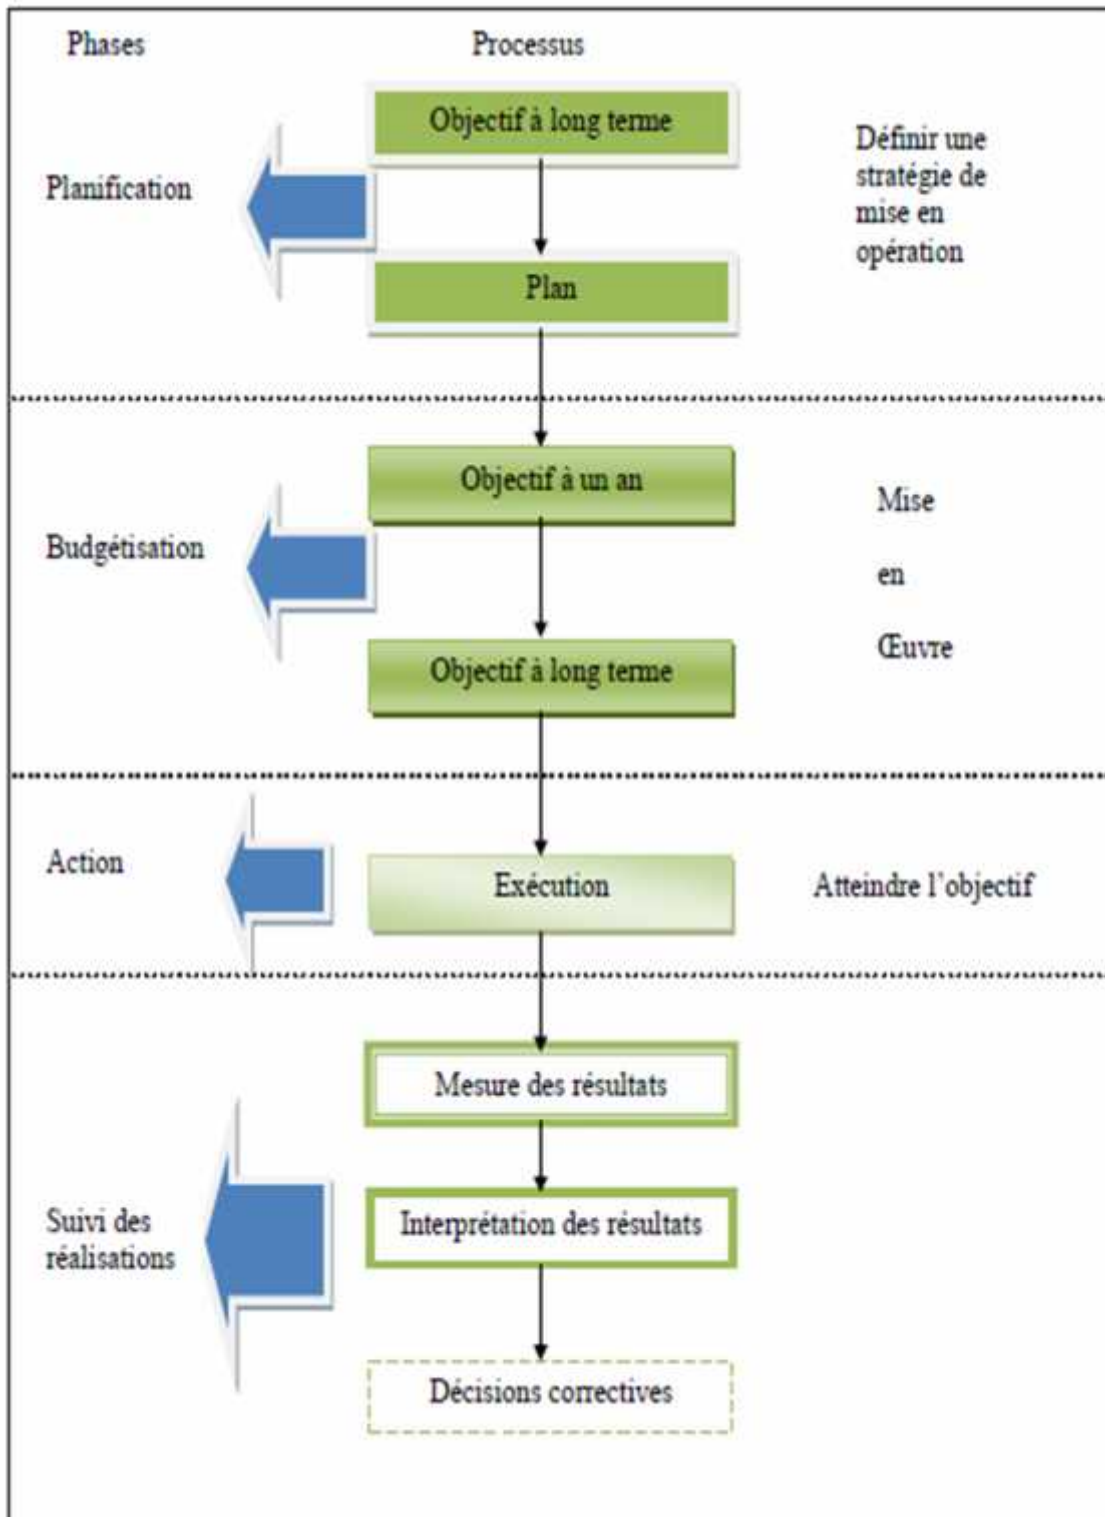 Phases
Processus
Objectif à long terme
Définir une
stratégie de
mise en
opération
Planification
Plan
Objectif à un an
Mise
en
Œuvre
Budgétisation
Objectif à long terme
Action
Exécution
Atteindre l’objectif
Mesure des résultats
Suivi des
réalisations
Interprétation des résultats
Décisions correctives